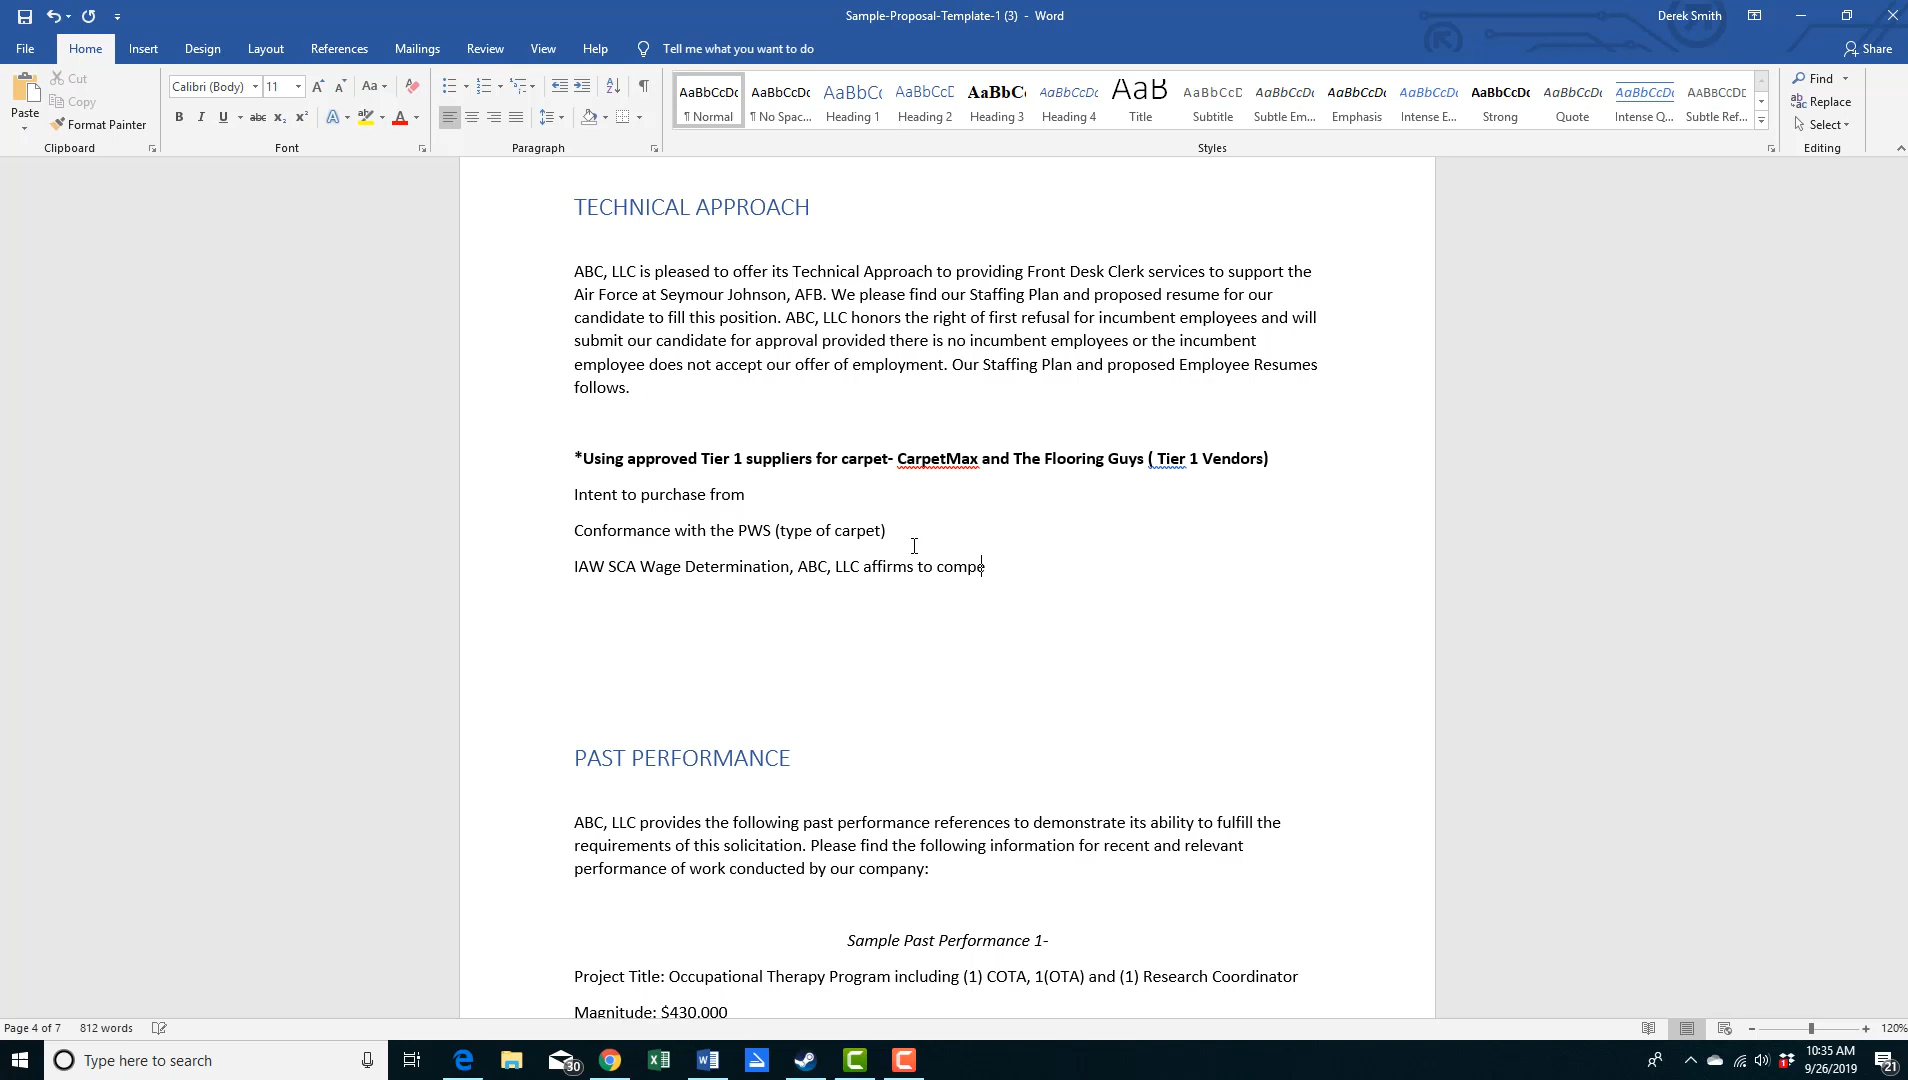 Sample-Proposal-Template-1 (3) - Word
Derek Smith
File Home Insert Design Layout References Mailings Review View Help Tell me what you want to do
Share
Paste
Cut
Copy
Format Painter
Clipboard
Calibri (Body) 11
Font
Paragraph
AaBbCcDc AaBbCcDc AaBbC( AaBbCcE AaBbC( AaBbCcDc AaB AaBbCcD AaBbCcDc AaBbCcDc AaBbCcDc AaBbCcDc AaBbCcDc AaBbCcDc AABBCCDC
¶ Normal ¶ No Spac... Heading 1 Heading 2 Heading 3 Heading 4 Title Subtitle Subtle Em... Emphasis Intense E... Strong Quote Intense Q... Subtle Ref...
Styles
Find
Replace
Select
Editing
TECHNICAL APPROACH
ABC, LLC is pleased to offer its Technical Approach to providing Front Desk Clerk services to support the
Air Force at Seymour Johnson, AFB. We please find our Staffing Plan and proposed resume for our
candidate to fill this position. ABC, LLC honors the right of first refusal for incumbent employees and will
submit our candidate for approval provided there is no incumbent employees or the incumbent
employee does not accept our offer of employment. Our Staffing Plan and proposed Employee Resumes
follows.
*Using approved Tier 1 suppliers for carpet- CarpetMax and The Flooring Guys ( Tier 1 Vendors)
Intent to purchase from
Conformance with the PWS (type of carpet)
IAW SCA Wage Determination, ABC, LLC affirms to compe
PAST PERFORMANCE
ABC, LLC provides the following past performance references to demonstrate its ability to fulfill the
requirements of this solicitation. Please find the following information for recent and relevant
performance of work conducted by our company:
Sample Past Performance 1-
Project Title: Occupational Therapy Program including (1) COTA, 1(OTA) and (1) Research Coordinator
Magnitude: $430,000
Page 4 of 7 812 words
120%
Type here to search
30
10:35 AM
9/26/2019
21